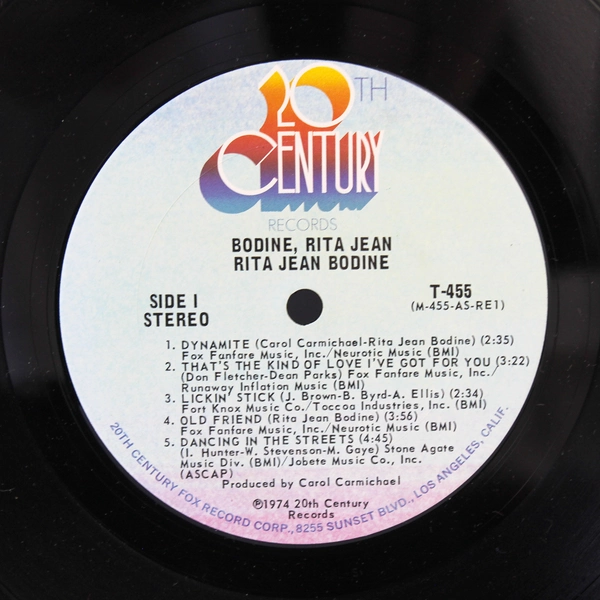 20TH
CENTURY
RECORDS
BODINE, RITA JEAN
RITA JEAN BODINE
SIDE I
STEREO
T-455
(M-455-AS-RE1)
1. DYNAMITE (Carol Carmichael-Rita Jean Bodine) (2:35)
Fox Fanfare Music, Inc./Neurotic Music (BMI)
2. THAT'S THE KIND OF LOVE I'VE GOT FOR YOU (3:22)
(Don Fletcher-Dean Parks) Fox Fanfare Music, Inc./
Runaway Inflation Music (BMI)
3. LICKIN' STICK (J. Brown-B. Byrd-A. Ellis) (2:34)
Fort Knox Music Co./Toccoa Industries, Inc. (BMI)
4. OLD FRIEND (Rita Jean Bodine) (3:56)
Fox Fanfare Music, Inc./Neurotic Music (BMI)
5. DANCING IN THE STREETS (4:45)
(I. Hunter-W. Stevenson-M. Gaye) Stone Agate
Music Div. (BMI)/Jobete Music Co., Inc.
(ASCAP)
Produced by Carol Carmichael
℗1974 20th Century
Records
20TH CENTURY FOX RECORD CORP., 8255 SUNSET BLVD., LOS ANGELES, CALIF.